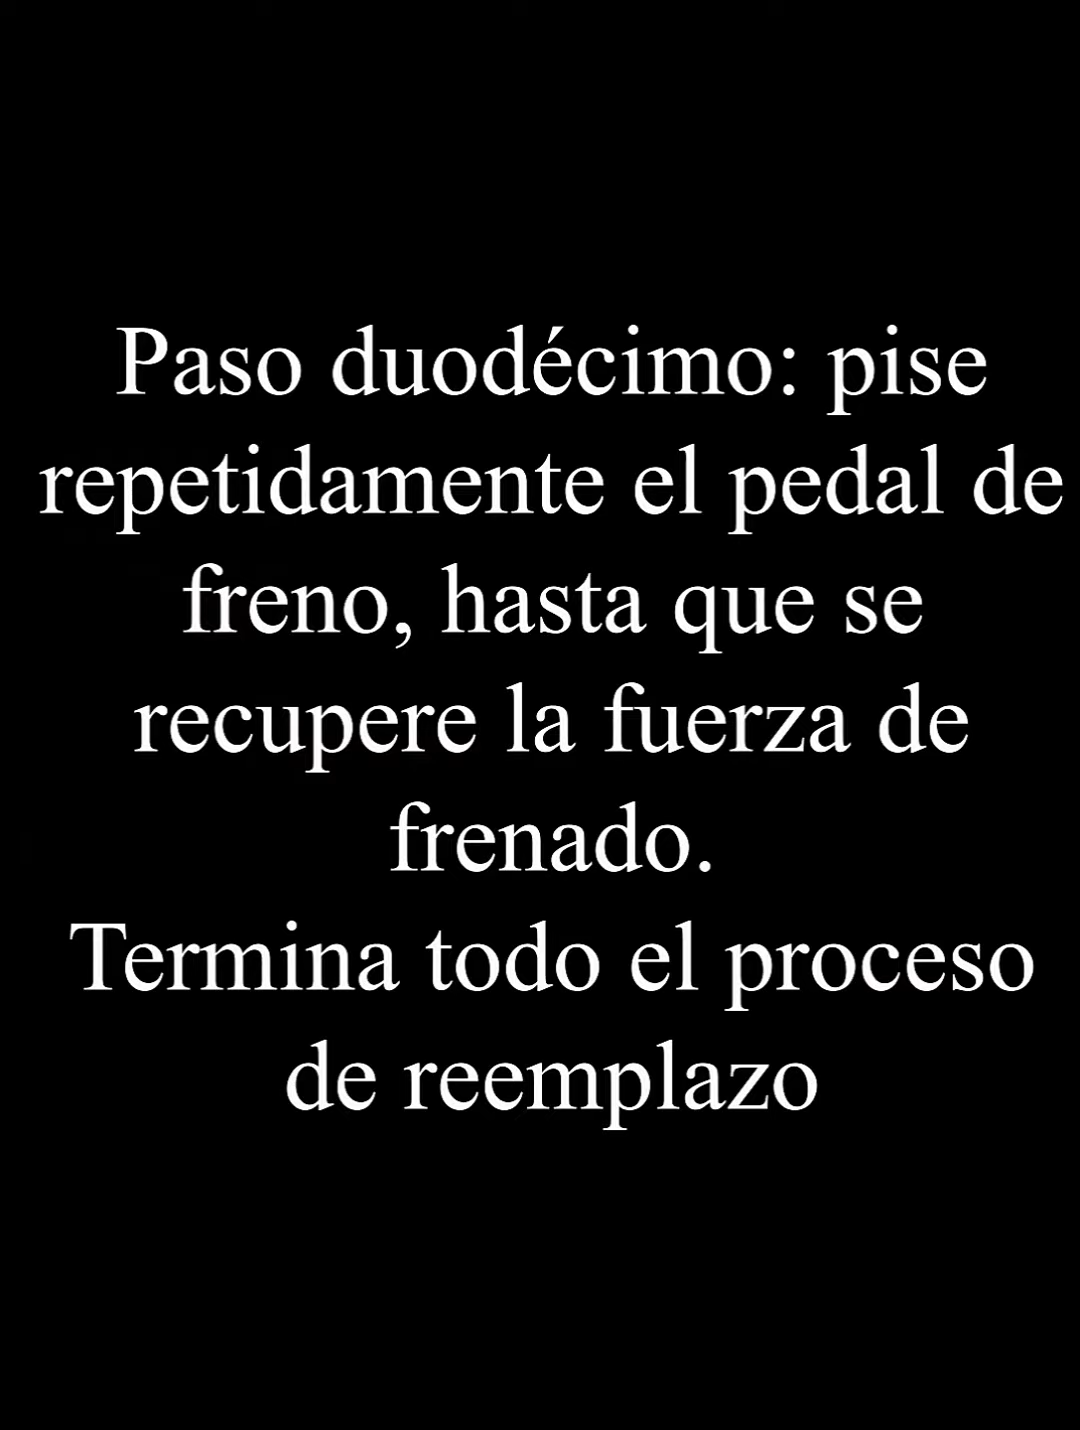 Paso duodécimo: pise
repetidamente el pedal de
freno, hasta que se
recupere la fuerza de
frenado.
Termina todo el proceso
de reemplazo